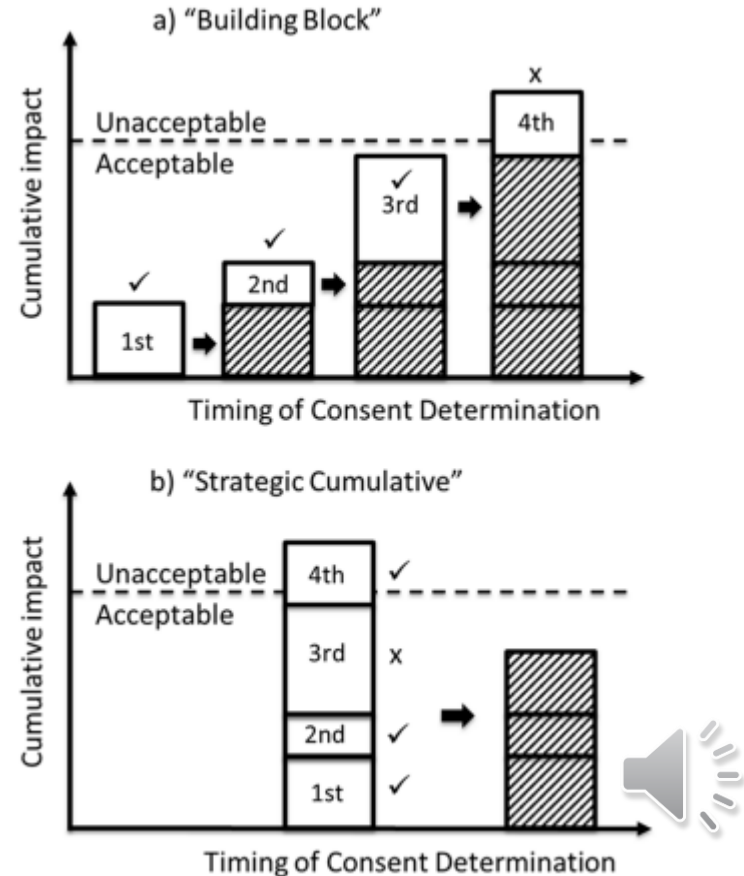 a) “Building Block”
x
Unacceptable
4th
Acceptable
✓
3rd
✓
2nd
✓
1st
Cumulative impact
Timing of Consent Determination
b) “Strategic Cumulative”
Unacceptable
4th ✓
Acceptable
3rd x
2nd ✓
1st ✓
Cumulative impact
Timing of Consent Determination